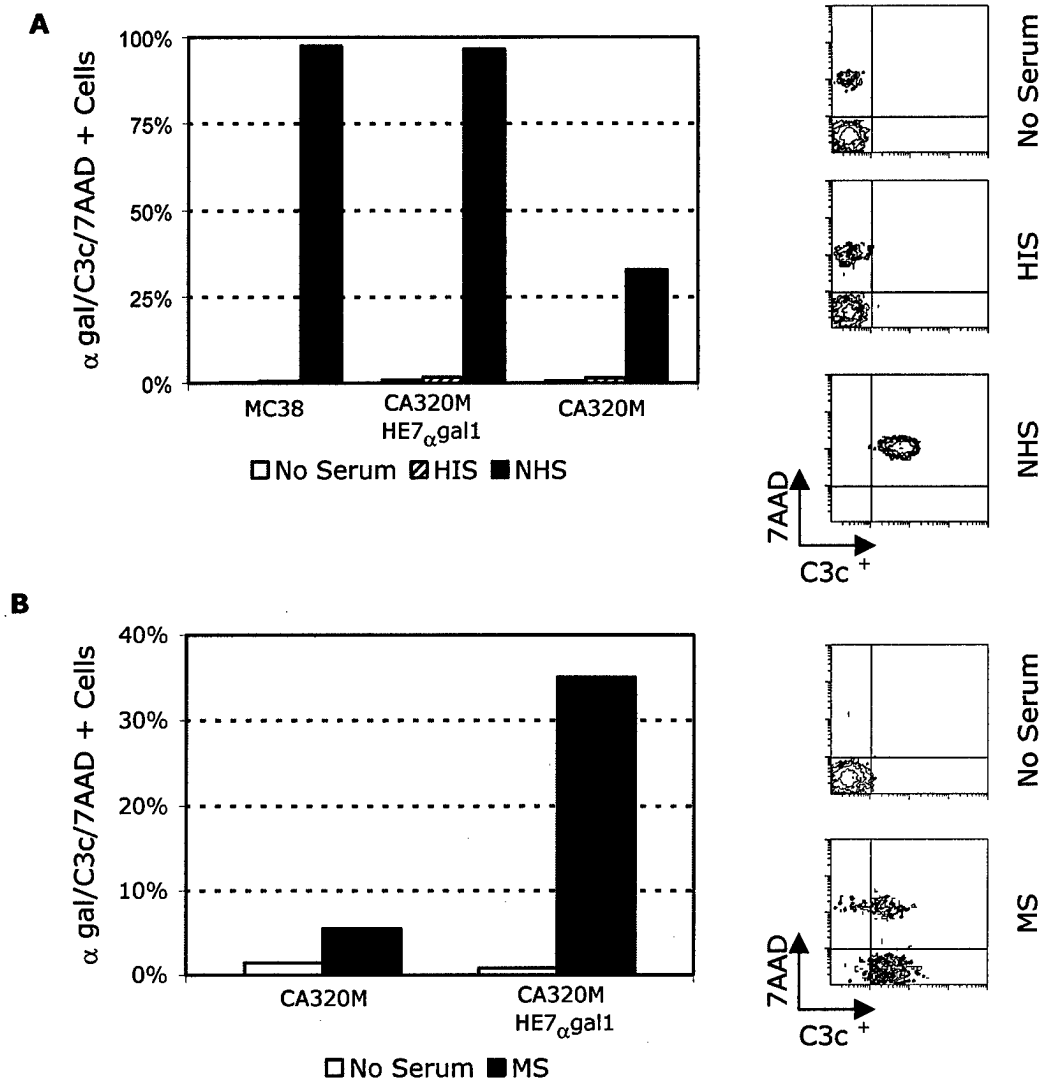 A
α gal/C3c/7AAD + Cells
100%
75%
50%
25%
0%
MC38
CA320M
HE7αgal1
CA320M
No Serum HIS NHS
No Serum
HIS
NHS
7AAD
C3c +
B
α gal/C3c/7AAD + Cells
40%
30%
20%
10%
0%
CA320M
CA320M
HE7αgal1
No Serum MS
No Serum
MS
7AAD
C3c +